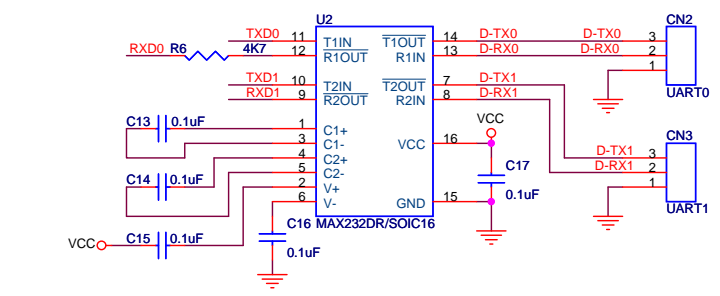 U2
CN2
TXD0 11 T1IN T1OUT 14 D-TX0 D-TX0 3
RXD0 R6 4K7 12 R1OUT R1IN 13 D-RX0 D-RX0 2
1
TXD1 10 T2IN T2OUT 7 D-TX1
RXD1 9 R2OUT R2IN 8 D-RX1
UART0
C13 0.1uF 1 C1+
VCC
3 C1- VCC 16
CN3
4 C2+
D-TX1 3
C14 0.1uF 5 C2-
C17
D-RX1 2
2 V+
0.1uF
1
6 V- GND 15
UART1
C16 MAX232DR/SOIC16
VCC C15 0.1uF
0.1uF